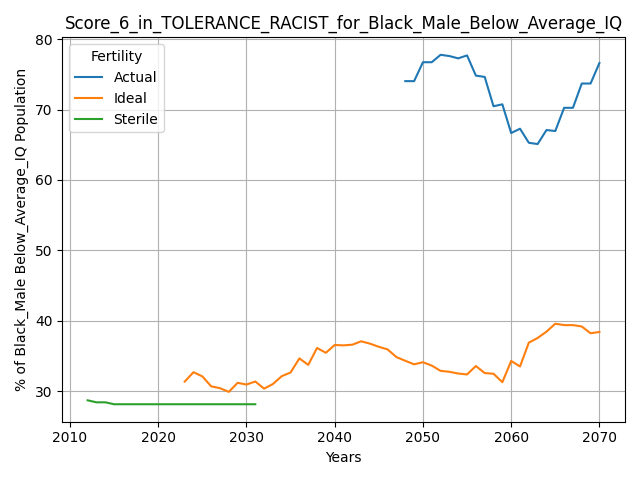 Score_6_in_TOLERANCE_RACIST_for_Black_Male_Below_Average_IQ
Fertility
Actual
Ideal
Sterile
% of Black_Male Below_Average_IQ Population
80
70
60
50
40
30
2010 2020 2030 2040 2050 2060 2070
Years